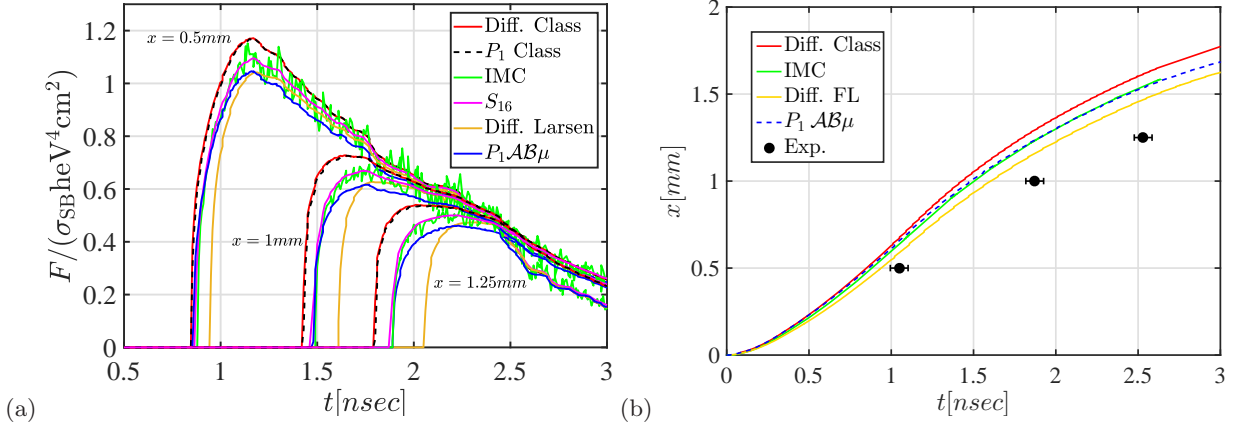 (a)
F/(σSBheV⁴cm²)
1.2
1
0.8
0.6
0.4
0.2
0
0.5
1
1.5
2
2.5
3
t[nsec]
x = 0.5mm
x = 1mm
x = 1.25mm
Diff. Class
P₁ Class
IMC
S₁₆
Diff. Larsen
P₁𝒜ℬμ
(b)
x [mm]
2
1.5
1
0.5
0
0
0.5
1
1.5
2
2.5
3
t[nsec]
Diff. Class
IMC
Diff. FL
P₁ 𝒜ℬμ
Exp.